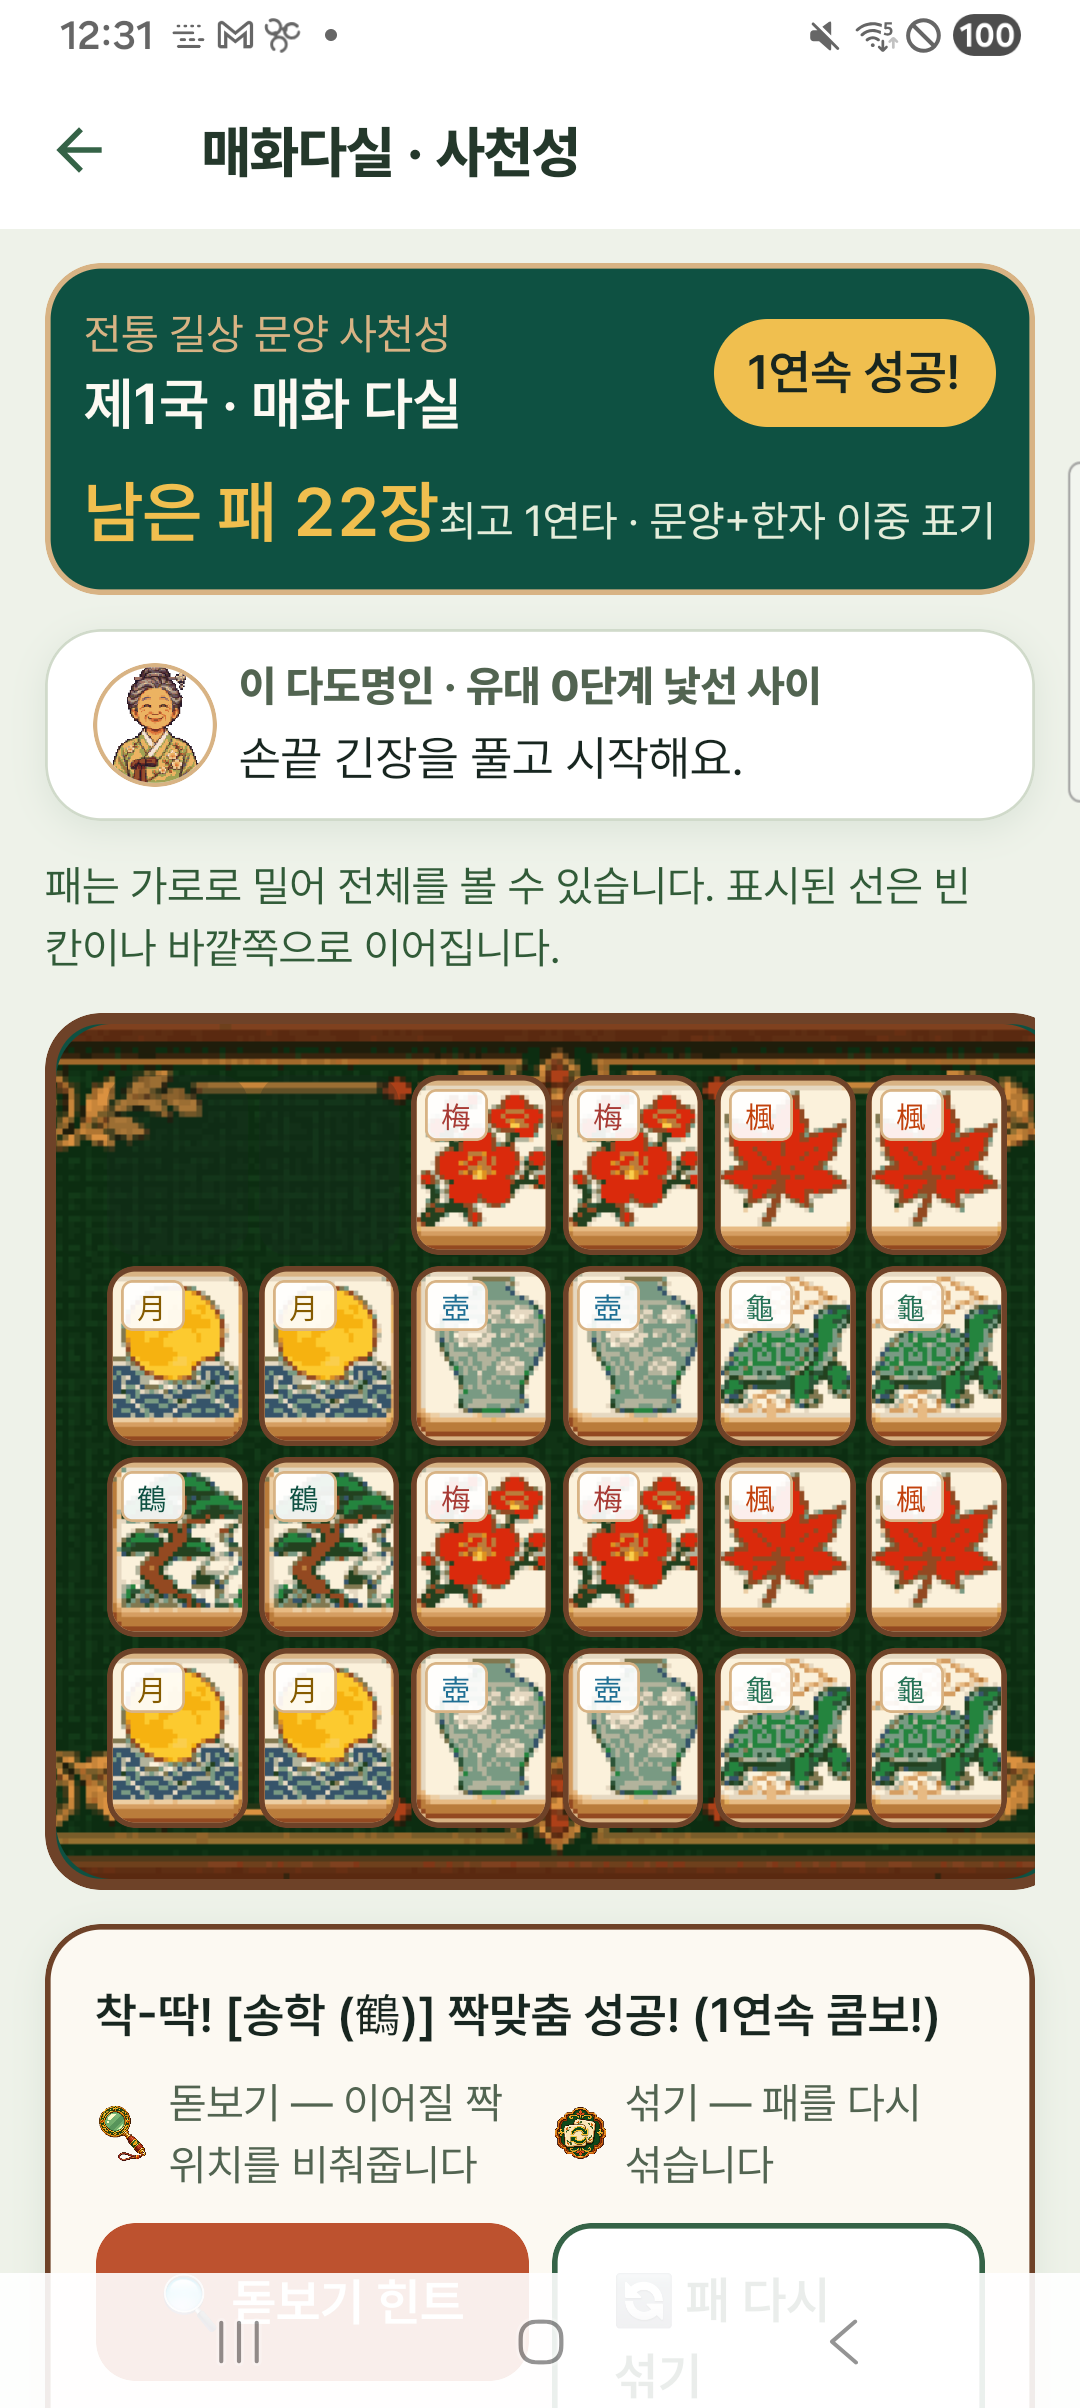 12:31
5
100
매화다실 · 사천성
전통 길상 문양 사천성
제1국 · 매화 다실
1연속 성공!
남은 패 22장
최고 1연타 · 문양+한자 이중 표기
이 다도명인 · 유대 0단계 낯선 사이
손끝 긴장을 풀고 시작해요.
패는 가로로 밀어 전체를 볼 수 있습니다. 표시된 선은 빈
칸이나 바깥쪽으로 이어집니다.
梅 梅 楓 楓
月 月 壺 壺 龜 龜
鶴 鶴 梅 梅 楓 楓
月 月 壺 壺 龜 龜
착-딱! [송학 (鶴)] 짝맞춤 성공! (1연속 콤보!)
돋보기 — 이어질 짝
위치를 비춰줍니다
섞기 — 패를 다시
섞습니다
돋보기 힌트
패 다시
섞기